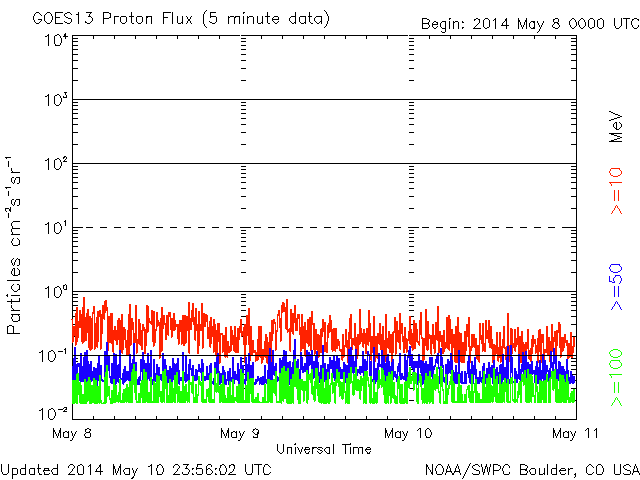 GOES13 Proton Flux (5 minute data)
Begin: 2014 May 8 0000 UTC
Particles cm⁻²s⁻¹sr⁻¹
10⁴
10³
10²
10¹
10⁰
10⁻¹
10⁻²
May 8
May 9
May 10
May 11
Universal Time
MeV
>=10
>=50
>=100
Updated 2014 May 10 23:56:02 UTC
NOAA/SWPC Boulder, CO USA